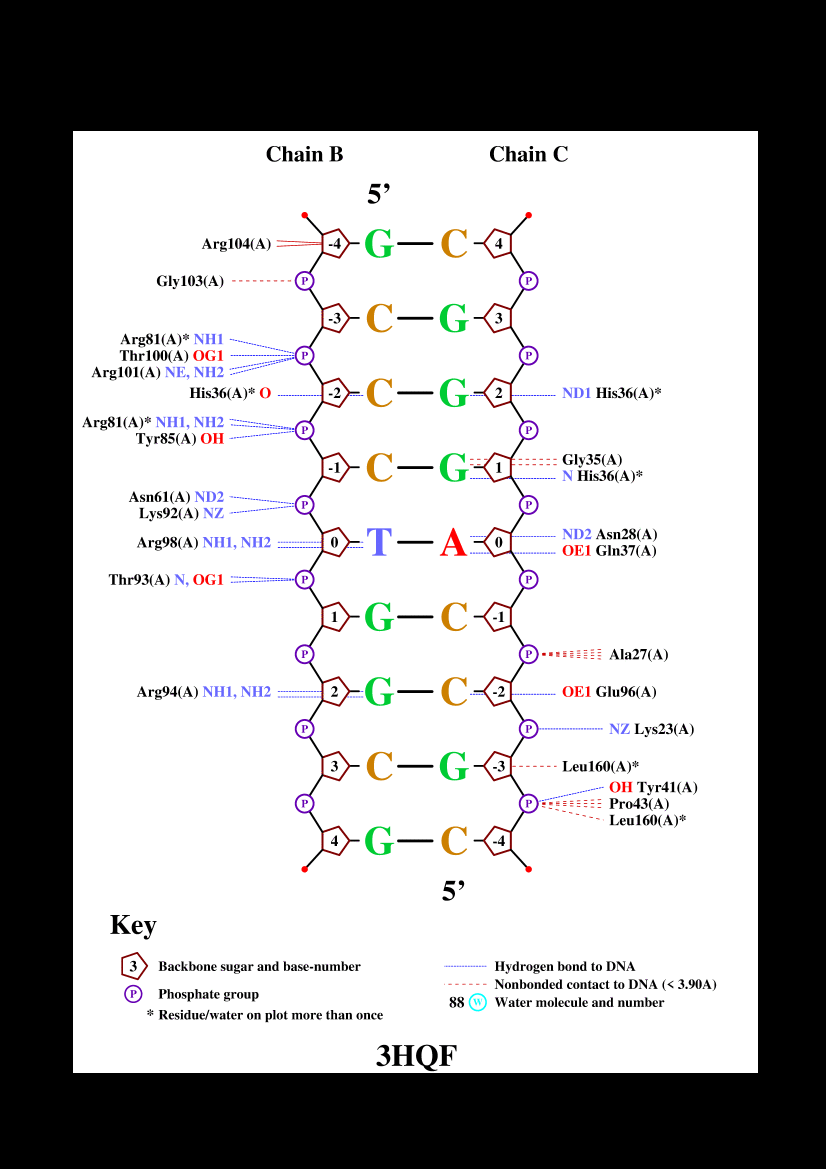 Chain B Chain C
5’
Arg104(A) -4 G C 4
Gly103(A) P P
-3 C G 3
Arg81(A)* NH1
Thr100(A) OG1 P P
Arg101(A) NE, NH2
His36(A)* O -2 C G 2 ND1 His36(A)*
Arg81(A)* NH1, NH2 P P
Tyr85(A) OH
-1 C G 1 Gly35(A)
N His36(A)*
Asn61(A) ND2 P P
Lys92(A) NZ
Arg98(A) NH1, NH2 0 T A 0 ND2 Asn28(A)
OE1 Gln37(A)
Thr93(A) N, OG1 P P
1 G C -1
P P Ala27(A)
Arg94(A) NH1, NH2 2 G C -2 OE1 Glu96(A)
P P NZ Lys23(A)
3 C G -3 Leu160(A)*
OH Tyr41(A)
P P Pro43(A)
Leu160(A)*
4 G C -4
5’
Key
3 Backbone sugar and base-number Hydrogen bond to DNA
Nonbonded contact to DNA (< 3.90A)
P Phosphate group 88 W Water molecule and number
* Residue/water on plot more than once
3HQF